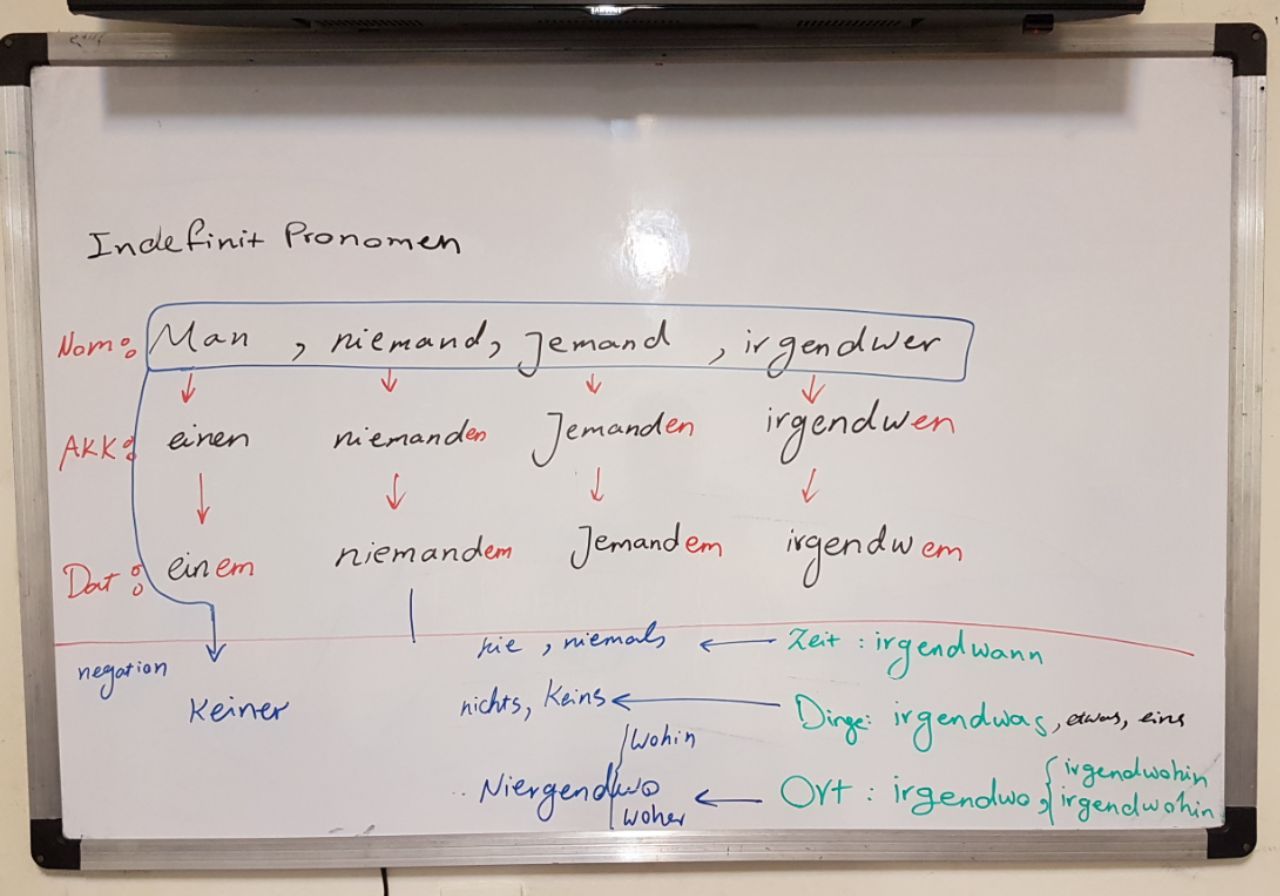 Indefinit Pronomen
Nom: Man , niemand, Jemand , irgendwer
AKK: einen niemanden Jemanden irgendwen
Dat: einem niemandem Jemandem irgendwem
negation
Keiner
nie , niemals ← Zeit : irgendwann
nichts, Keins ← Dinge: irgendwas, etwas, eins
wohin
Niergendwo ← Ort : irgendwo, irgendwohin
woher irgendwohin